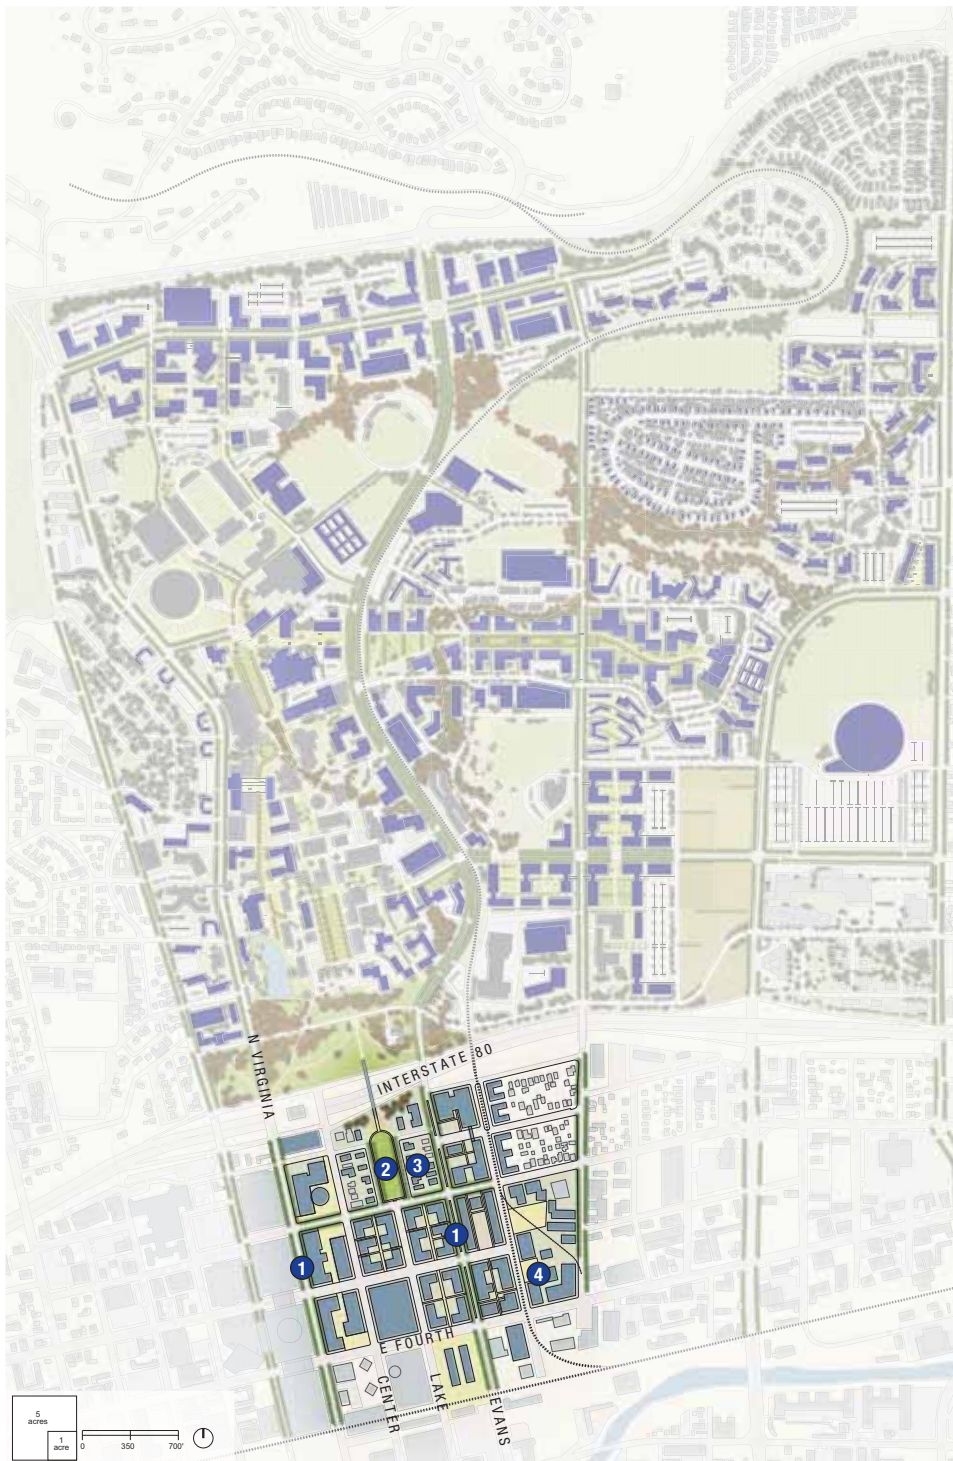 N VIRGINIA
INTERSTATE 80
2
3
1
1
4
E FOURTH
CENTER
LAKE
EVANS
5
acres
1
acre
0 350 700'